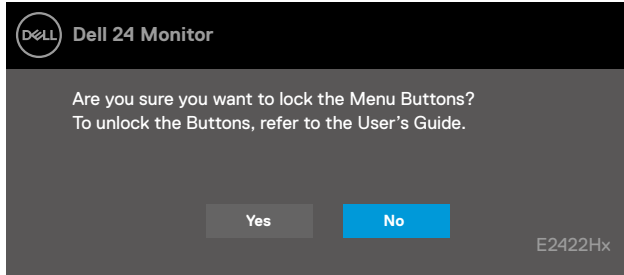 DELL Dell 24 Monitor
Are you sure you want to lock the Menu Buttons?
To unlock the Buttons, refer to the User’s Guide.
Yes No
E2422Hx